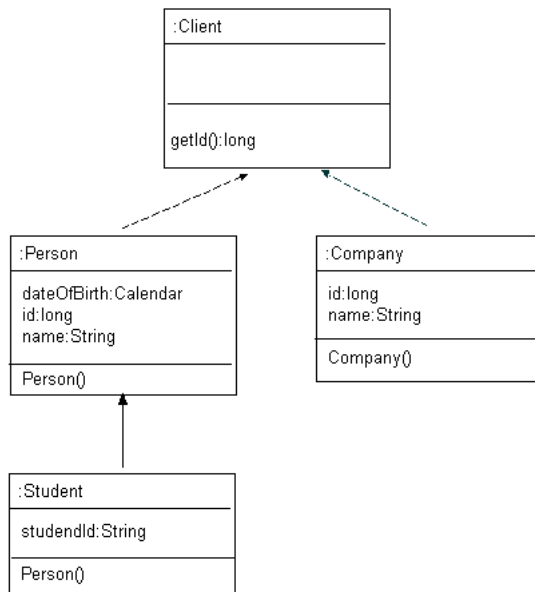 :Client
getId():long
:Person
dateOfBirth:Calendar
id:long
name:String
Person()
:Company
id:long
name:String
Company()
:Student
studendId:String
Person()